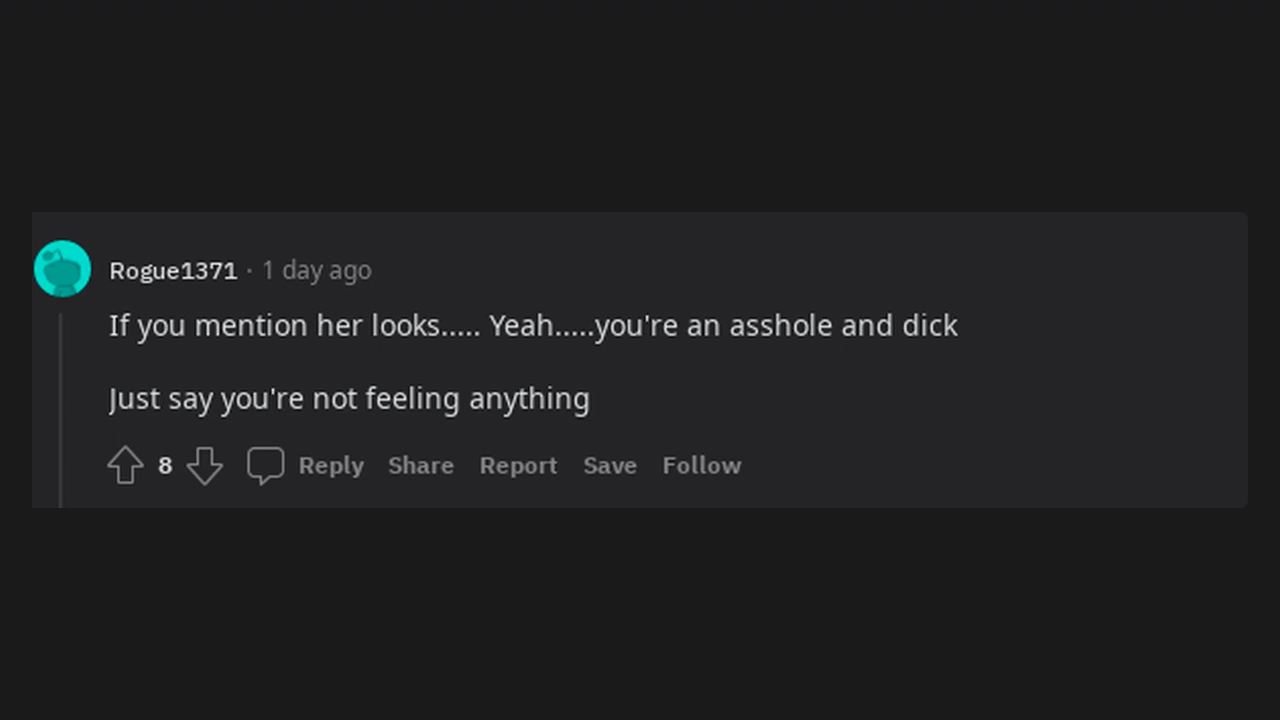 Rogue1371 · 1 day ago
If you mention her looks..... Yeah.....you're an asshole and dick
Just say you're not feeling anything
8 Reply Share Report Save Follow